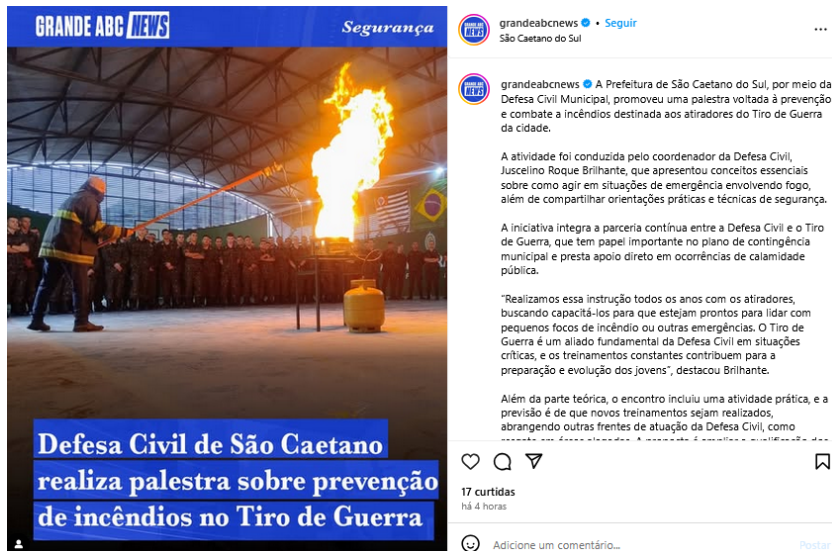 GRANDE ABC NEWS
Segurança
Defesa Civil de São Caetano
realiza palestra sobre prevenção
de incêndios no Tiro de Guerra
grandeabcnews • Seguir
São Caetano do Sul
grandeabcnews A Prefeitura de São Caetano do Sul, por meio da
Defesa Civil Municipal, promoveu uma palestra voltada à prevenção
e combate a incêndios destinada aos atiradores do Tiro de Guerra
da cidade.
A atividade foi conduzida pelo coordenador da Defesa Civil,
Juscelino Roque Brilhante, que apresentou conceitos essenciais
sobre como agir em situações de emergência envolvendo fogo,
além de compartilhar orientações práticas e técnicas de segurança.
A iniciativa integra a parceria contínua entre a Defesa Civil e o Tiro
de Guerra, que tem papel importante no plano de contingência
municipal e presta apoio direto em ocorrências de calamidade
pública.
“Realizamos essa instrução todos os anos com os atiradores,
buscando capacitá-los para que estejam prontos para lidar com
pequenos focos de incêndio ou outras emergências. O Tiro de
Guerra é um aliado fundamental da Defesa Civil em situações
críticas, e os treinamentos constantes contribuem para a
preparação e evolução dos jovens”, destacou Brilhante.
Além da parte teórica, o encontro incluiu uma atividade prática, e a
previsão é de que novos treinamentos sejam realizados,
abrangendo outras frentes de atuação da Defesa Civil, como
17 curtidas
há 4 horas
Adicione um comentário...
Postar